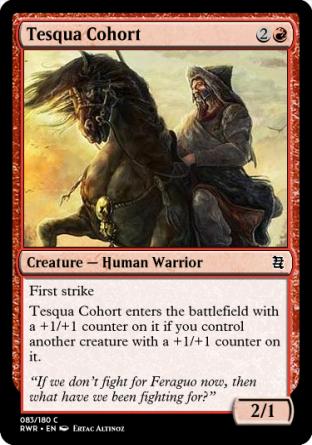 Tesqua Cohort 2
Creature — Human Warrior
First strike
Tesqua Cohort enters the battlefield with
a +1/+1 counter on it if you control
another creature with a +1/+1 counter on
it.
“If we don’t fight for Feraguo now, then
what have we been fighting for?”
2/1
083/180 C
RWR • EN Ertac Altinoz